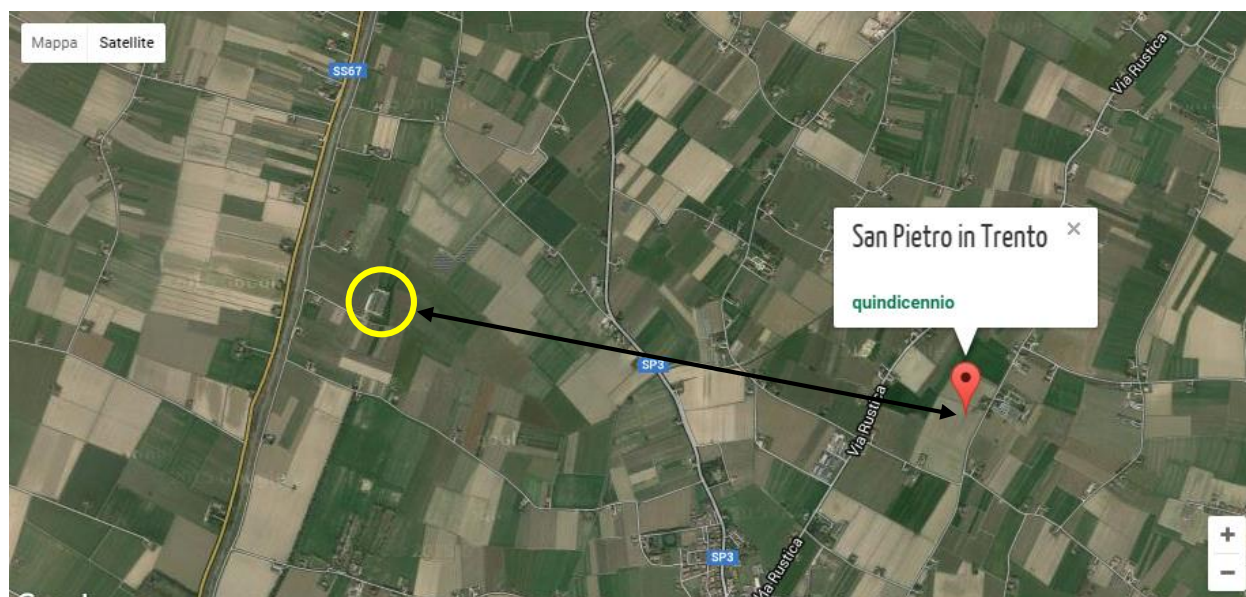 Mappa Satellite
SS67
Via Rustica
San Pietro in Trento ×
quindicennio
SP3
Via Rustica
SP3
Via Rustica
+
−